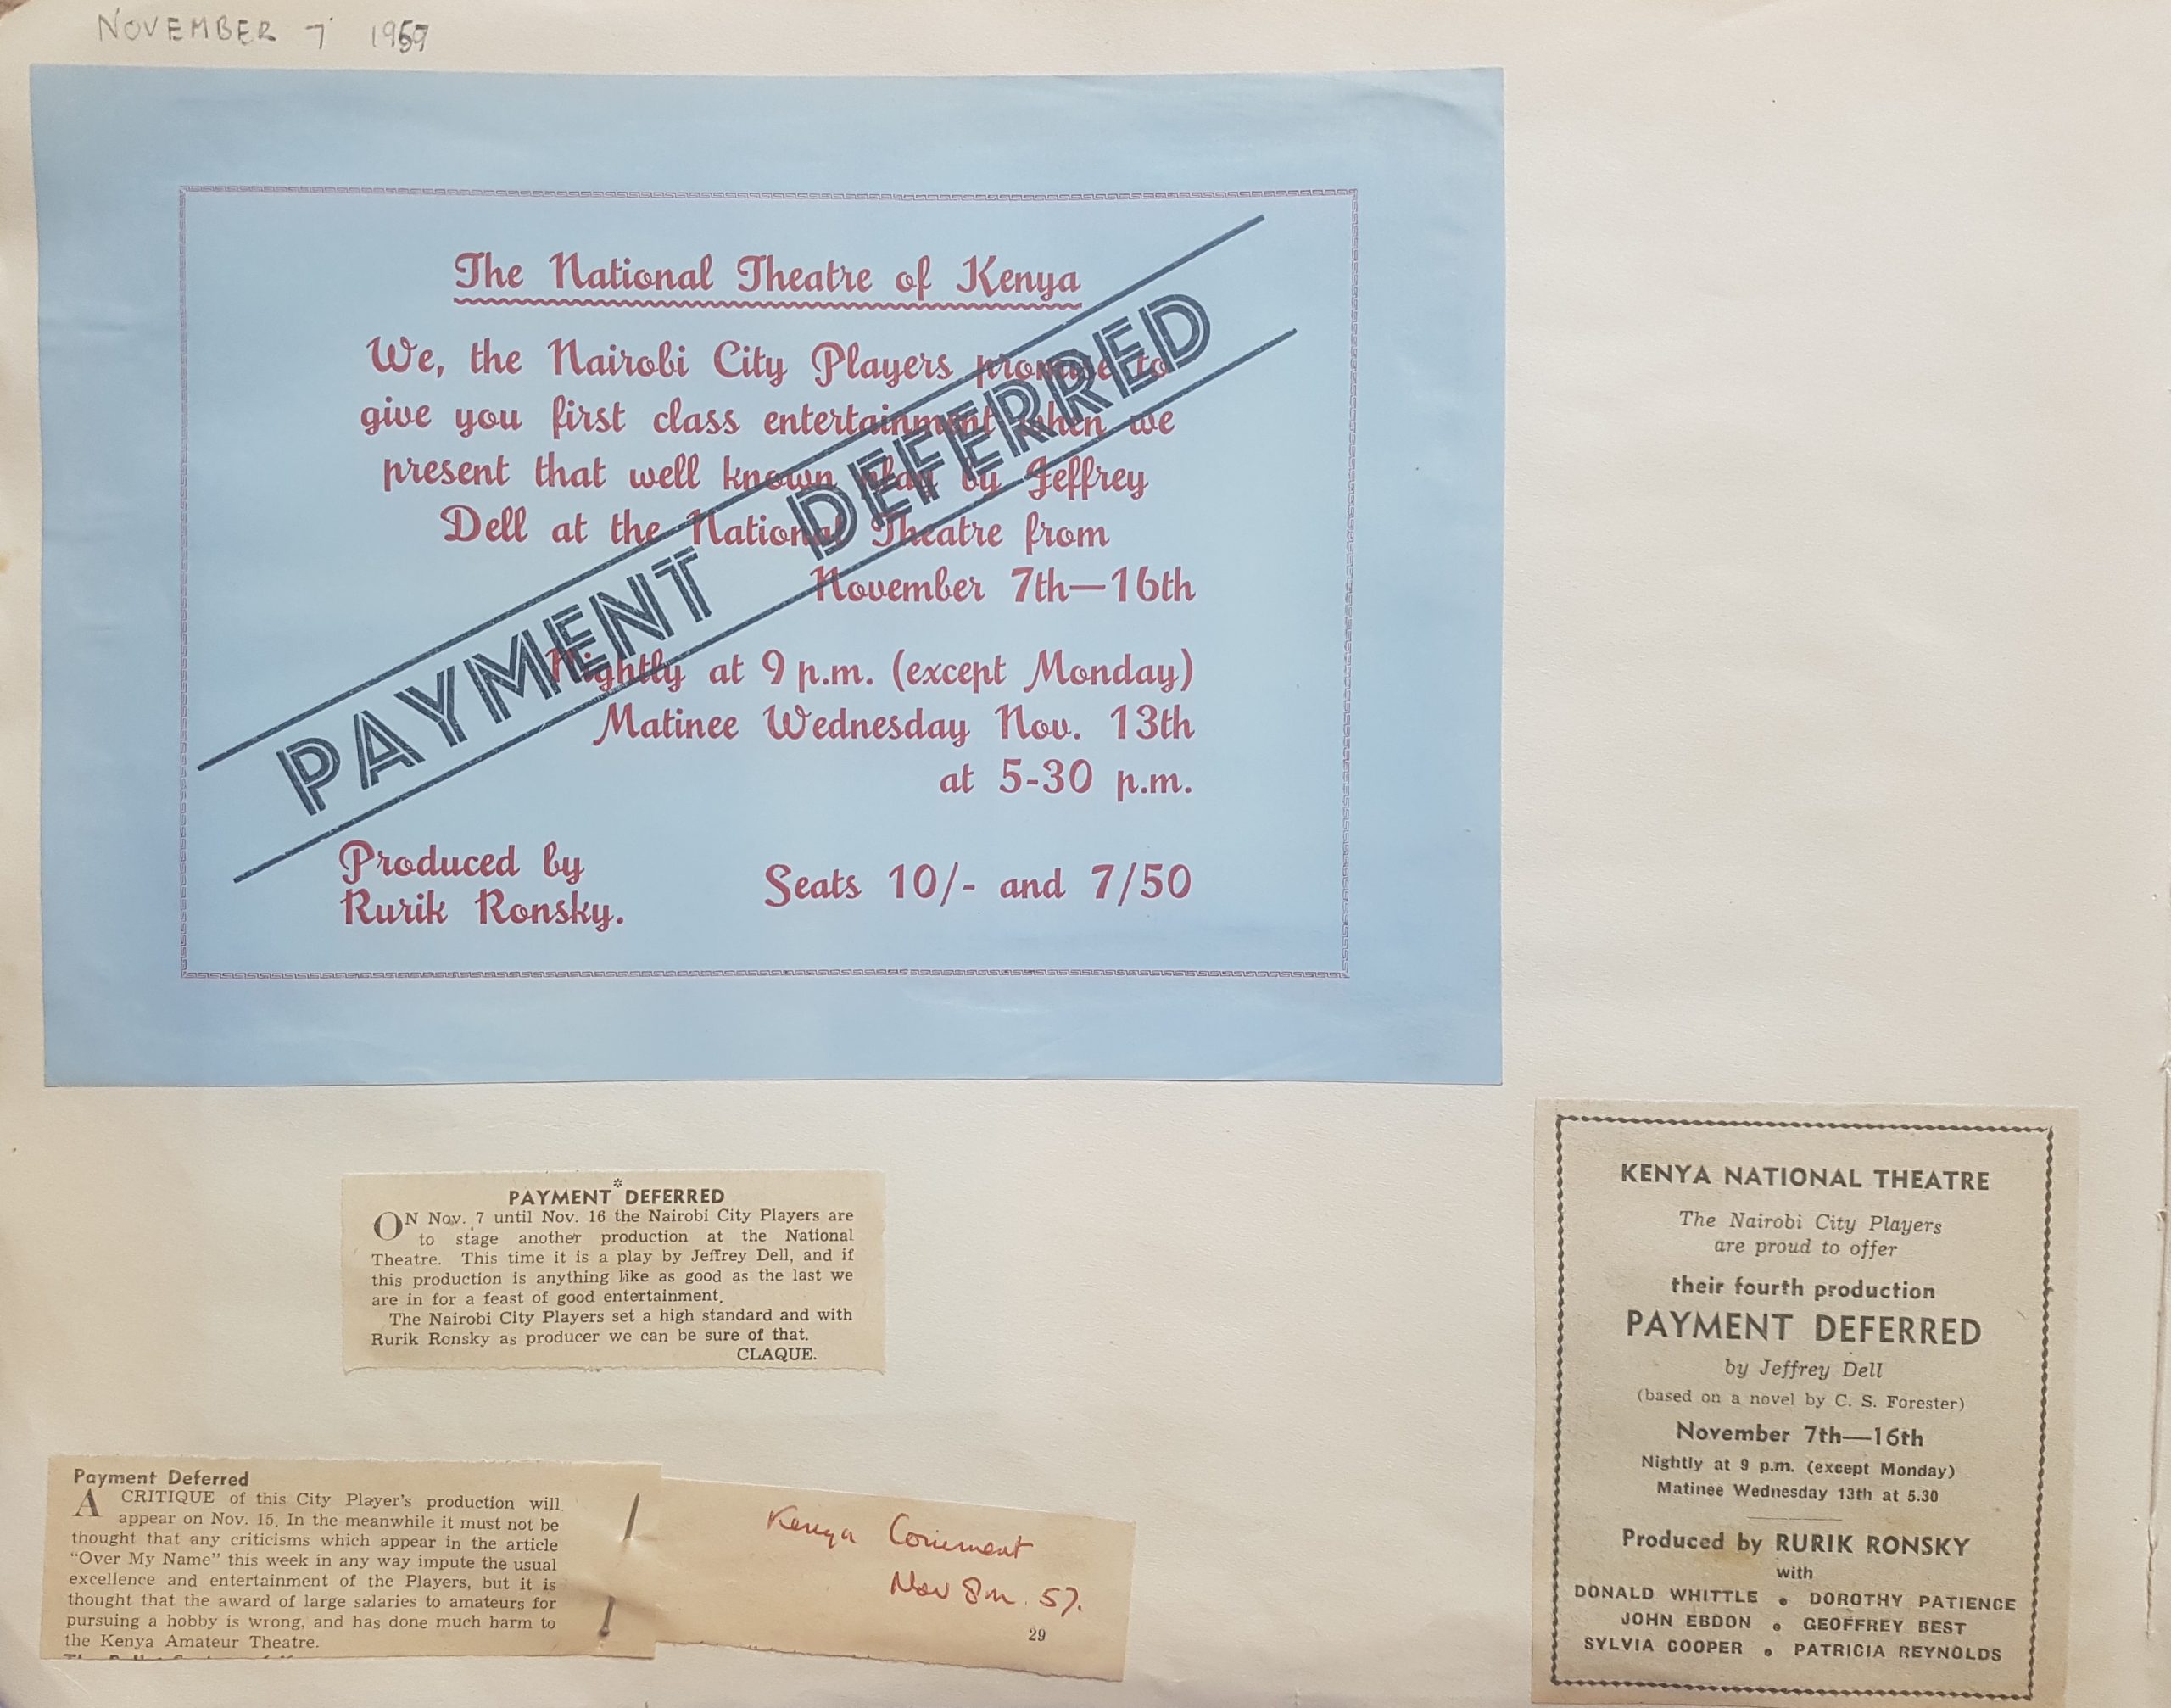 NOVEMBER 7 1957
The National Theatre of Kenya
We, the Nairobi City Players promise to
give you first class entertainment when we
present that well known play by Jeffrey
Dell at the National Theatre from
November 7th—16th
Nightly at 9 p.m. (except Monday)
Matinee Wednesday Nov. 13th
at 5-30 p.m.
PAYMENT DEFERRED
Produced by
Rurik Ronsky.
Seats 10/- and 7/50
*
PAYMENT DEFERRED
ON Nov. 7 until Nov. 16 the Nairobi City Players are
to stage another production at the National
Theatre. This time it is a play by Jeffrey Dell, and if
this production is anything like as good as the last we
are in for a feast of good entertainment.
The Nairobi City Players set a high standard and with
Rurik Ronsky as producer we can be sure of that.
CLAQUE.
Payment Deferred
A CRITIQUE of this City Player's production will
appear on Nov. 15. In the meanwhile it must not be
thought that any criticisms which appear in the article
"Over My Name" this week in any way impute the usual
excellence and entertainment of the Players, but it is
thought that the award of large salaries to amateurs for
pursuing a hobby is wrong, and has done much harm to
the Kenya Amateur Theatre.
Kenya Comment
Nov 8th. 57.
29
KENYA NATIONAL THEATRE
The Nairobi City Players
are proud to offer
their fourth production
PAYMENT DEFERRED
by Jeffrey Dell
(based on a novel by C. S. Forester)
November 7th—16th
Nightly at 9 p.m. (except Monday)
Matinee Wednesday 13th at 5.30
Produced by RURIK RONSKY
with
DONALD WHITTLE • DOROTHY PATIENCE
JOHN EBDON • GEOFFREY BEST
SYLVIA COOPER • PATRICIA REYNOLDS